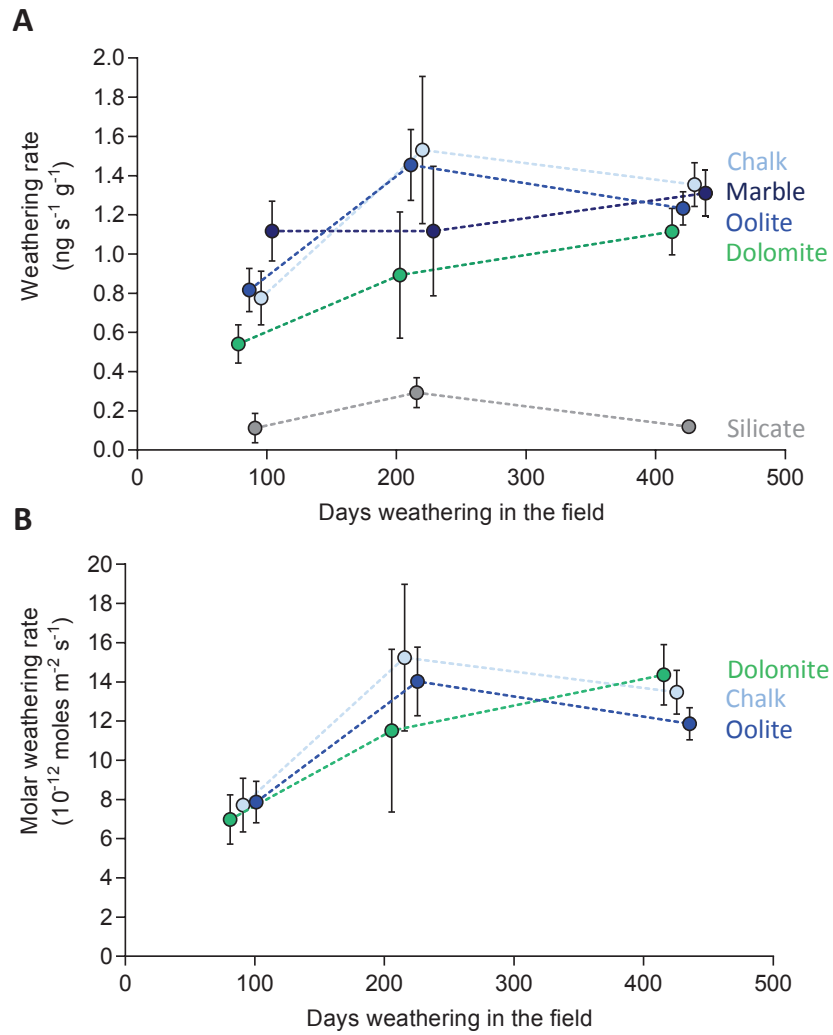 A
2.0
1.8
1.6
1.4
1.2
1.0
0.8
0.6
0.4
0.2
0.0
Weathering rate
(ng s⁻¹ g⁻¹)
Chalk
Marble
Oolite
Dolomite
Silicate
0 100 200 300 400 500
Days weathering in the field
B
20
18
16
14
12
10
8
6
4
2
0
Molar weathering rate
(10⁻¹² moles m⁻² s⁻¹)
Dolomite
Chalk
Oolite
0 100 200 300 400 500
Days weathering in the field